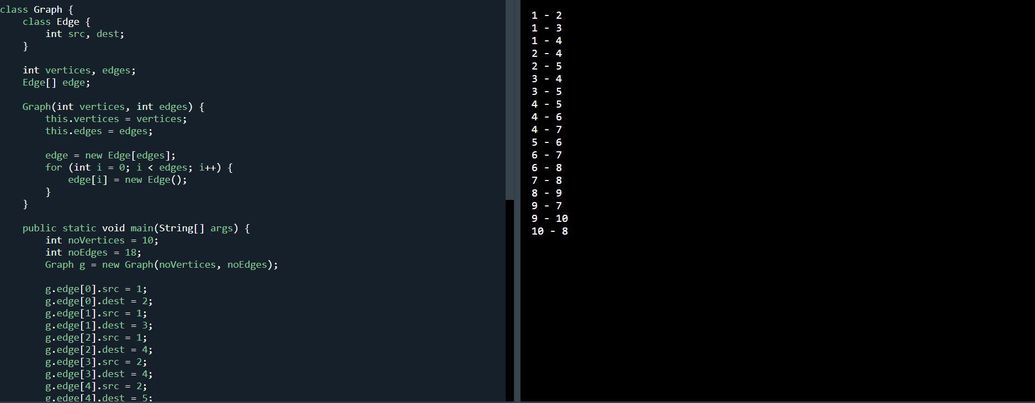 class Graph {
class Edge {
int src, dest;
}
int vertices, edges;
Edge[] edge;
Graph(int vertices, int edges) {
this.vertices = vertices;
this.edges = edges;
edge = new Edge[edges];
for (int i = 0; i < edges; i++) {
edge[i] = new Edge();
}
}
public static void main(String[] args) {
int noVertices = 10;
int noEdges = 18;
Graph g = new Graph(noVertices, noEdges);
g.edge[0].src = 1;
g.edge[0].dest = 2;
g.edge[1].src = 1;
g.edge[1].dest = 3;
g.edge[2].src = 1;
g.edge[2].dest = 4;
g.edge[3].src = 2;
g.edge[3].dest = 4;
g.edge[4].src = 2;
g.edge[4].dest = 5;
1 - 2
1 - 3
1 - 4
2 - 4
2 - 5
3 - 4
3 - 5
4 - 5
4 - 6
4 - 7
5 - 6
6 - 7
6 - 8
7 - 8
8 - 9
9 - 7
9 - 10
10 - 8